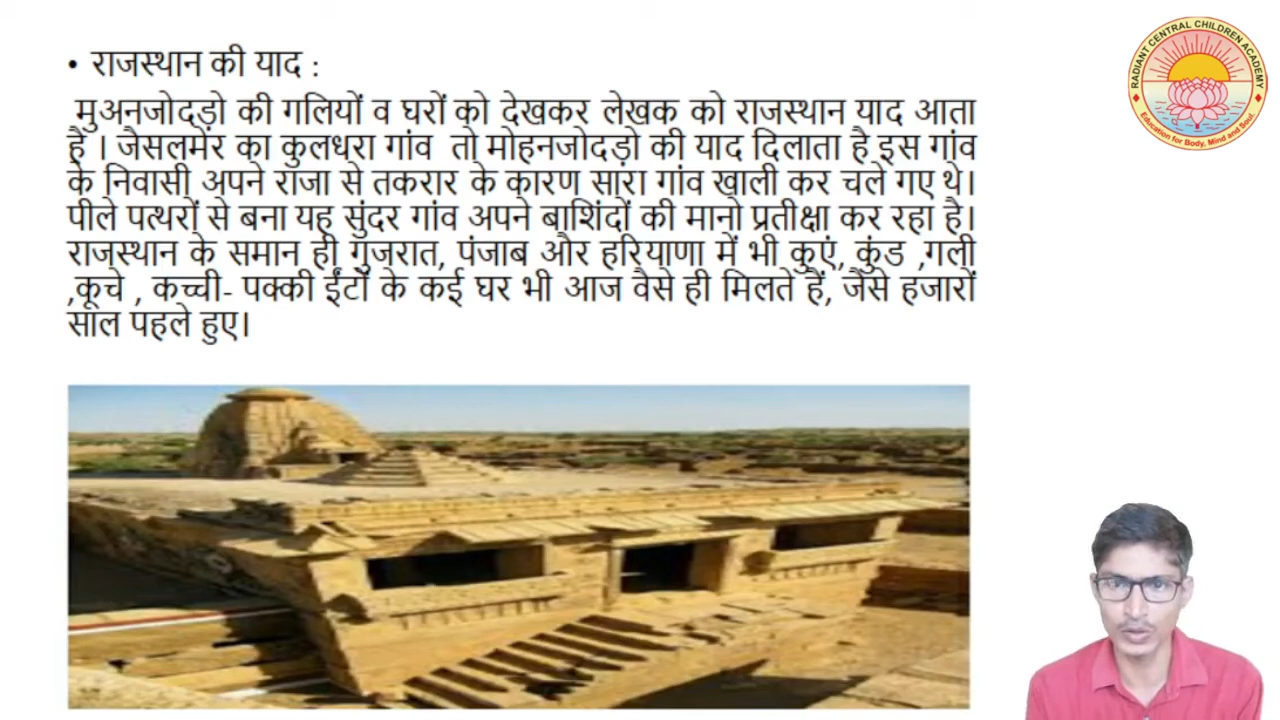 • राजस्थान की याद :
मुअनजोदड़ो की गलियों व घरों को देखकर लेखक को राजस्थान याद आता
है । जैसलमेर का कुलधरा गांव तो मोहनजोदड़ो की याद दिलाता है इस गांव
के निवासी अपने राजा से तकरार के कारण सारा गांव खाली कर चले गए थे।
पीले पत्थरों से बना यह सुंदर गांव अपने बाशिंदों की मानो प्रतीक्षा कर रहा है।
राजस्थान के समान ही गुजरात, पंजाब और हरियाणा में भी कुएं, कुंड ,गली
,कूचे , कच्ची- पक्की ईंटों के कई घर भी आज वैसे ही मिलते हैं, जैसे हजारों
साल पहले हुए।
RADIANT CENTRAL CHILDREN ACADEMY
Education for Body, Mind and Soul.